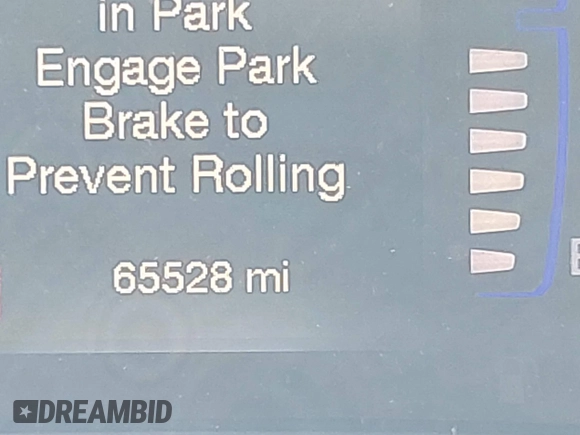 in Park
Engage Park
Brake to
Prevent Rolling
65528 mi
E
DREAMBID